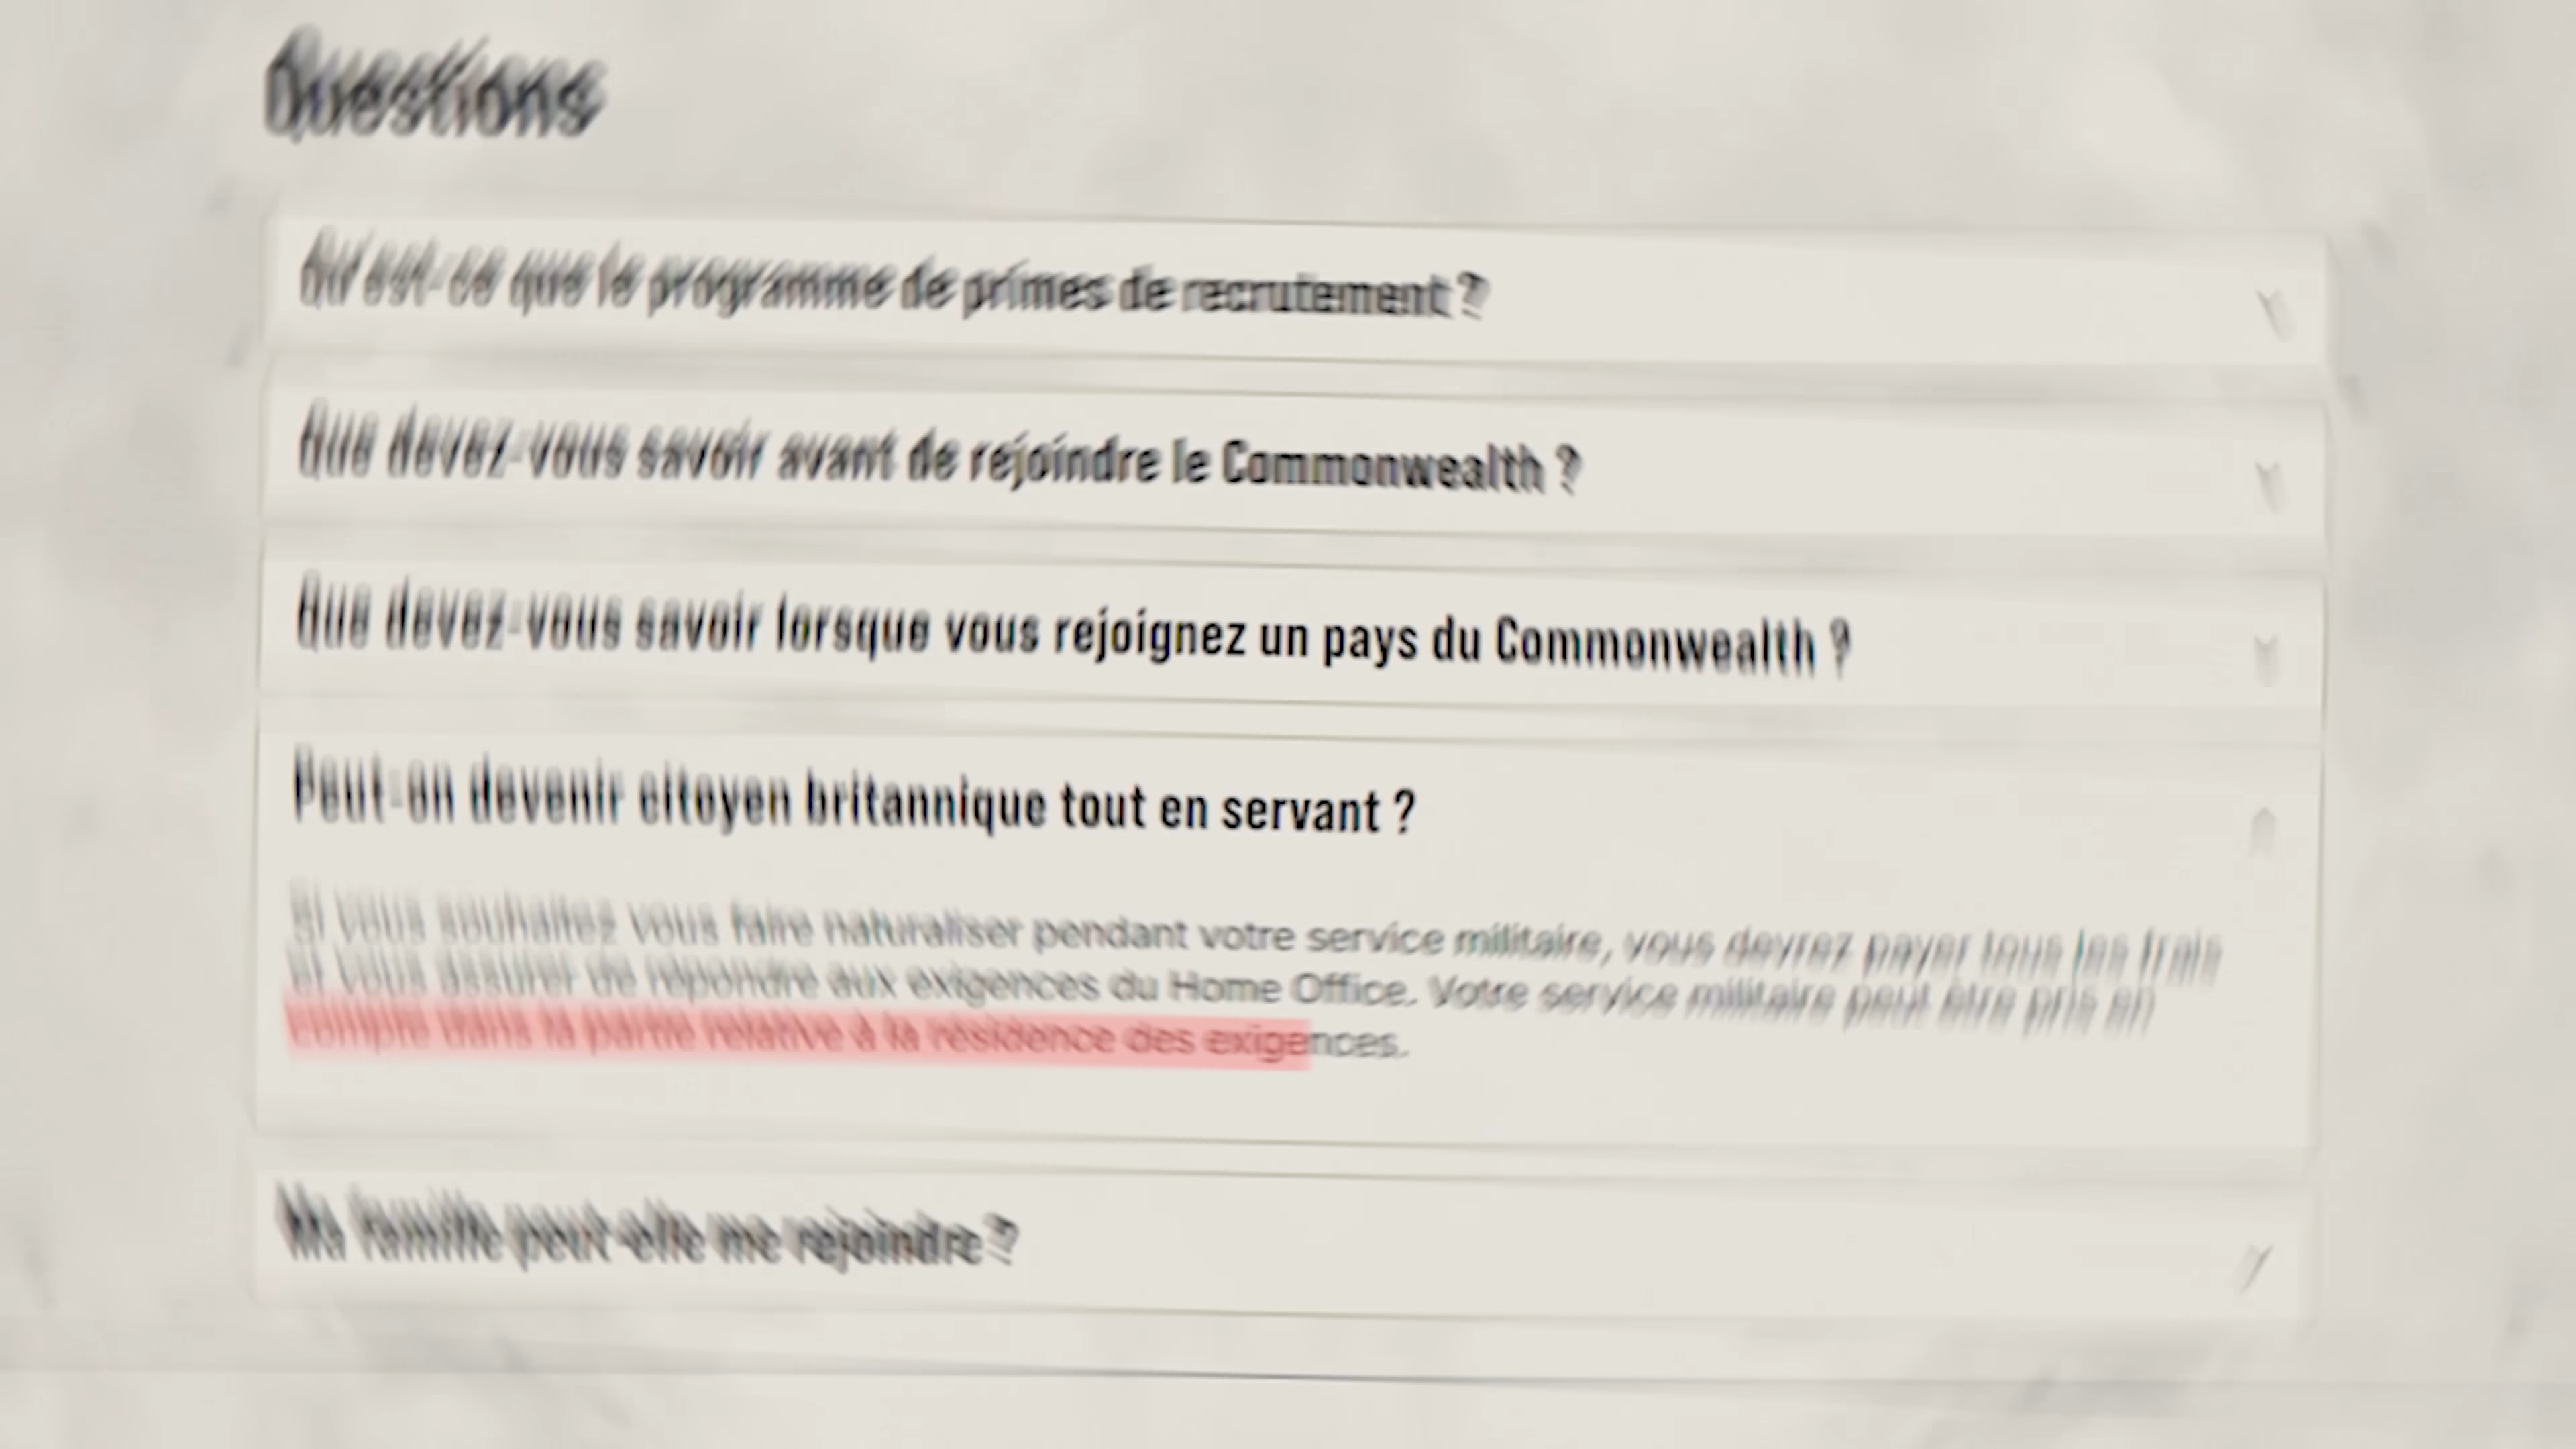 Questions
Qu'est-ce que le programme de primes de recrutement ?
Que devez-vous savoir avant de rejoindre le Commonwealth ?
Que devez-vous savoir lorsque vous rejoignez un pays du Commonwealth ?
Peut-on devenir citoyen britannique tout en servant ?
Si vous souhaitez vous faire naturaliser pendant votre service militaire, vous devrez payer tous les frais
et vous assurer de répondre aux exigences du Home Office. Votre service militaire peut être pris en
compte dans la partie relative à la résidence des exigences.
Ma famille peut-elle me rejoindre ?